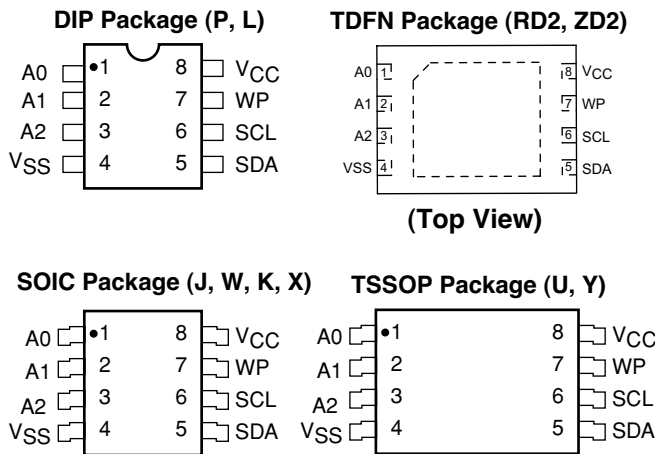 DIP Package (P, L)
A0 1 8 VCC
A1 2 7 WP
A2 3 6 SCL
VSS 4 5 SDA
TDFN Package (RD2, ZD2)
A0 1 8 VCC
A1 2 7 WP
A2 3 6 SCL
VSS 4 5 SDA
(Top View)
SOIC Package (J, W, K, X)
A0 1 8 VCC
A1 2 7 WP
A2 3 6 SCL
VSS 4 5 SDA
TSSOP Package (U, Y)
A0 1 8 VCC
A1 2 7 WP
A2 3 6 SCL
VSS 4 5 SDA